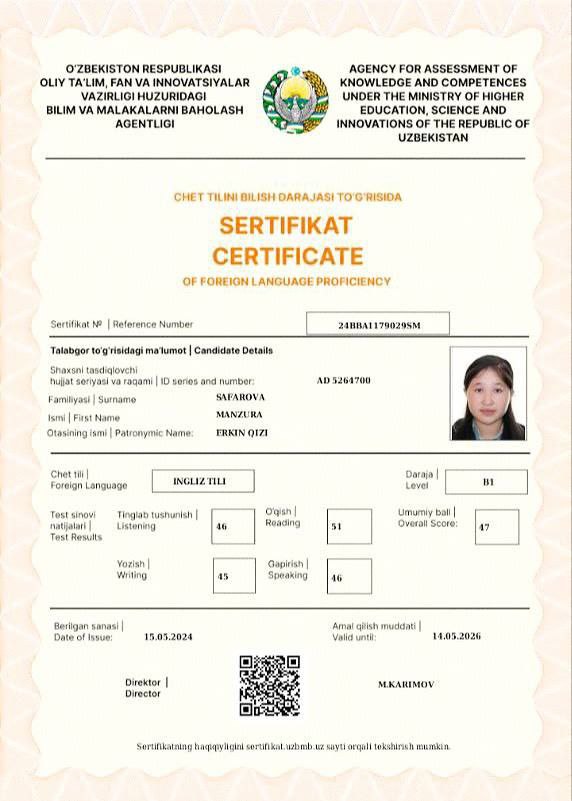 O'ZBEKISTON RESPUBLIKASI
OLIY TA'LIM, FAN VA INNOVATSIYALAR
VAZIRLIGI HUZURIDAGI
BILIM VA MALAKALARNI BAHOLASH
AGENTLIGI
AGENCY FOR ASSESSMENT OF
KNOWLEDGE AND COMPETENCES
UNDER THE MINISTRY OF HIGHER
EDUCATION, SCIENCE AND
INNOVATIONS OF THE REPUBLIC OF
UZBEKISTAN
CHET TILINI BILISH DARAJASI TO'G'RISIDA
SERTIFIKAT
CERTIFICATE
OF FOREIGN LANGUAGE PROFICIENCY
Sertifikat № | Reference Number
24BBA1179029SM
Talabgor to'g'risidagi ma'lumot | Candidate Details
Shaxsni tasdiqlovchi
hujjat seriyasi va raqami | ID series and number:
AD 5264700
Familiyasi | Surname
SAFAROVA
Ismi | First Name
MANZURA
Otasining ismi | Patronymic Name:
ERKIN QIZI
Chet tili |
Foreign Language
INGLIZ TILI
Daraja |
Level
B1
Test sinovi
natijalari |
Test Results
Tinglab tushunish |
Listening
46
O'qish |
Reading
51
Umumiy ball |
Overall Score:
47
Yozish |
Writing
45
Gapirish |
Speaking
46
Berilgan sanasi |
Date of Issue:
15.05.2024
Amal qilish muddati |
Valid until:
14.05.2026
Direktor |
Director
M.KARIMOV
Sertifikatning haqiqyligini sertifikat.uzbmb.uz sayti orqali tekshirish mumkin.